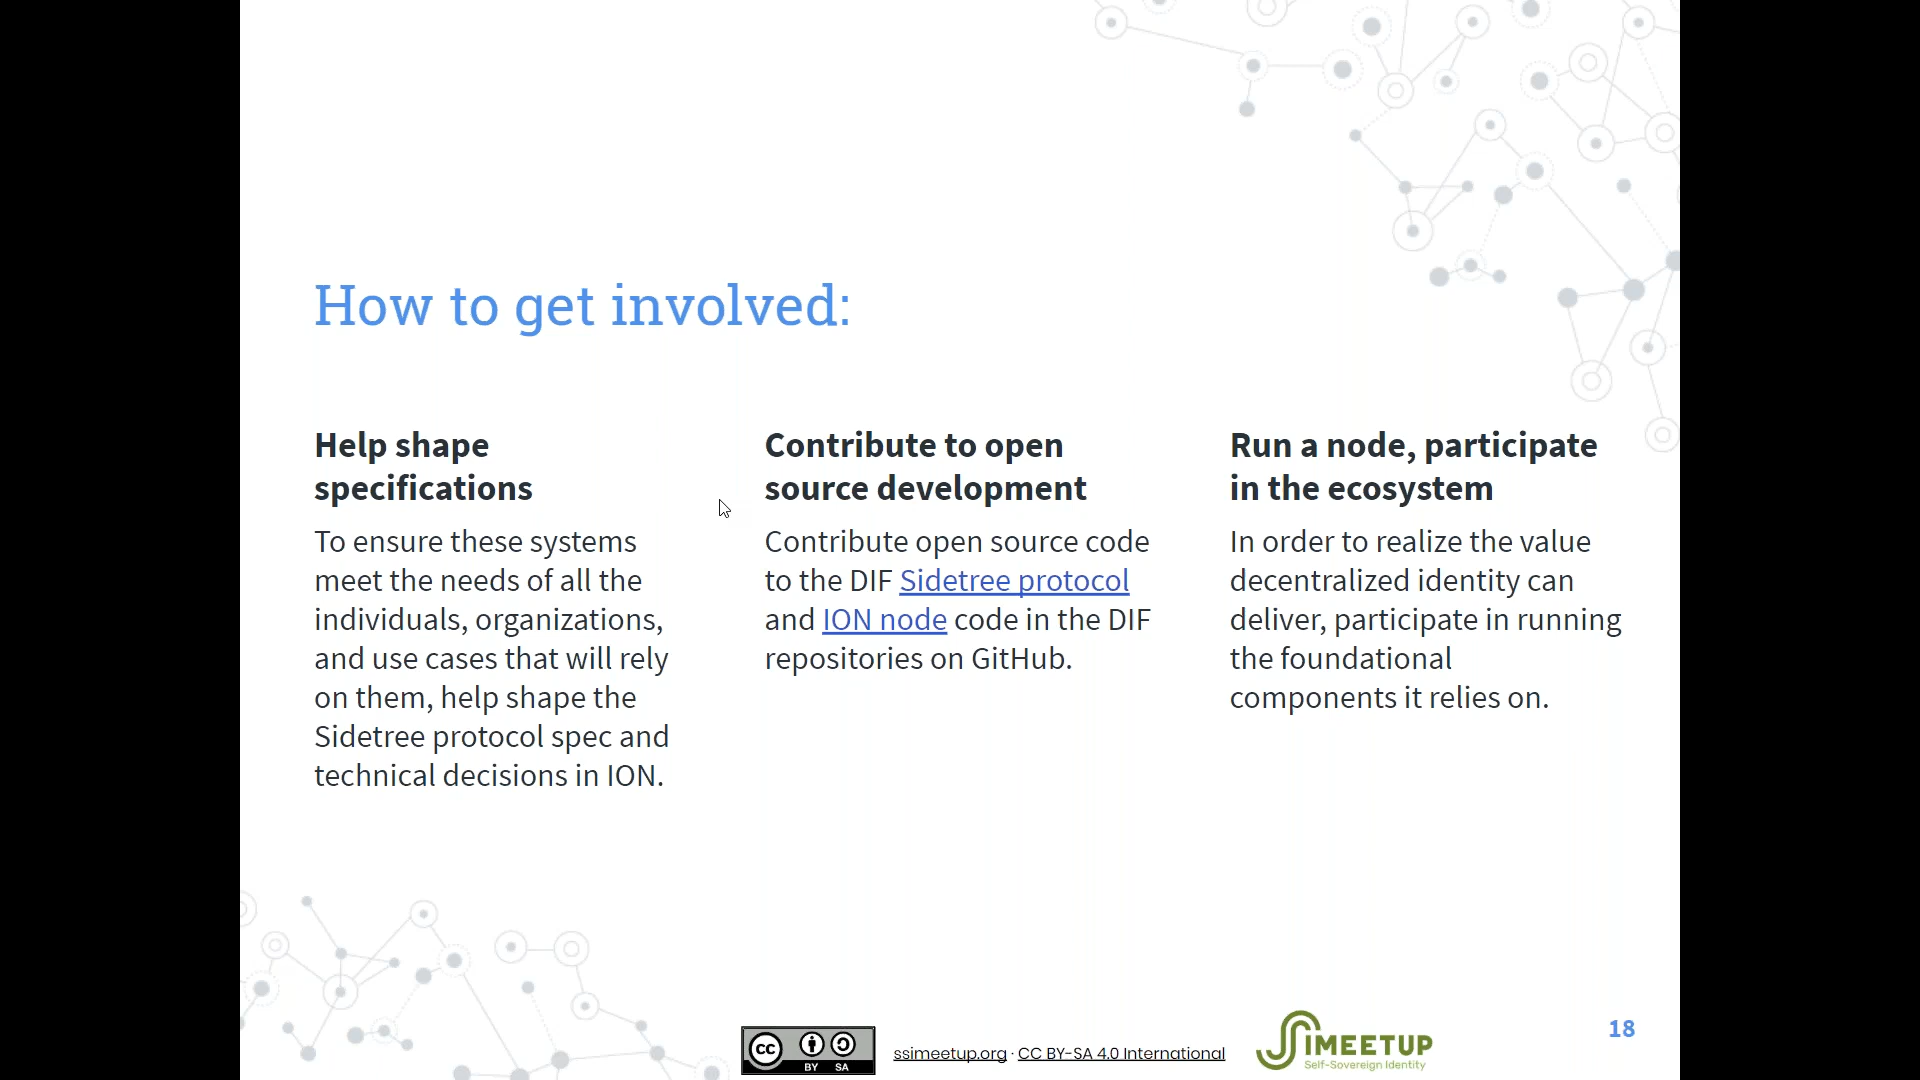 How to get involved:
Help shape
specifications
To ensure these systems
meet the needs of all the
individuals, organizations,
and use cases that will rely
on them, help shape the
Sidetree protocol spec and
technical decisions in ION.
Contribute to open
source development
Contribute open source code
to the DIF Sidetree protocol
and ION node code in the DIF
repositories on GitHub.
Run a node, participate
in the ecosystem
In order to realize the value
decentralized identity can
deliver, participate in running
the foundational
components it relies on.
CC
BY SA
ssimeetup.org · CC BY-SA 4.0 International
SSIMEETUP
Self-Sovereign Identity
18